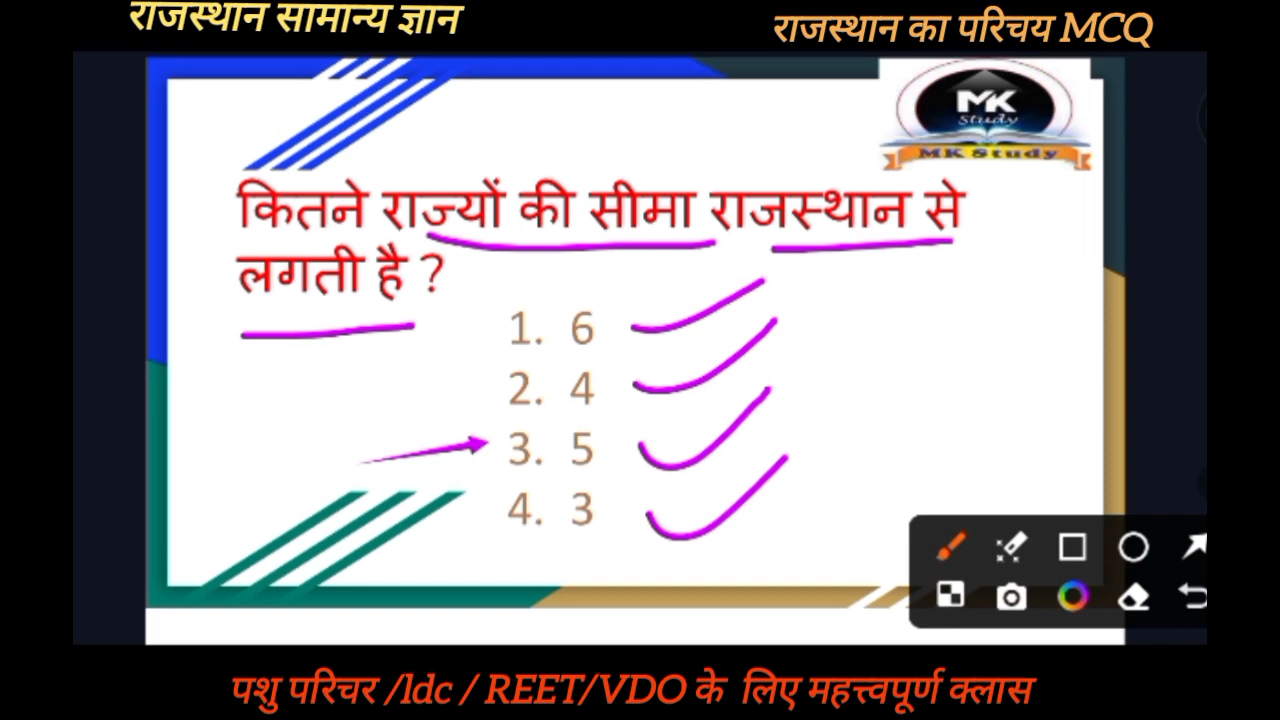 राजस्थान सामान्य ज्ञान
राजस्थान का परिचय MCQ
MK
Study
MK Study
कितने राज्यों की सीमा राजस्थान से
लगती है ?
1. 6
2. 4
3. 5
4. 3
पशु परिचर /ldc / REET/VDO के लिए महत्त्वपूर्ण क्लास